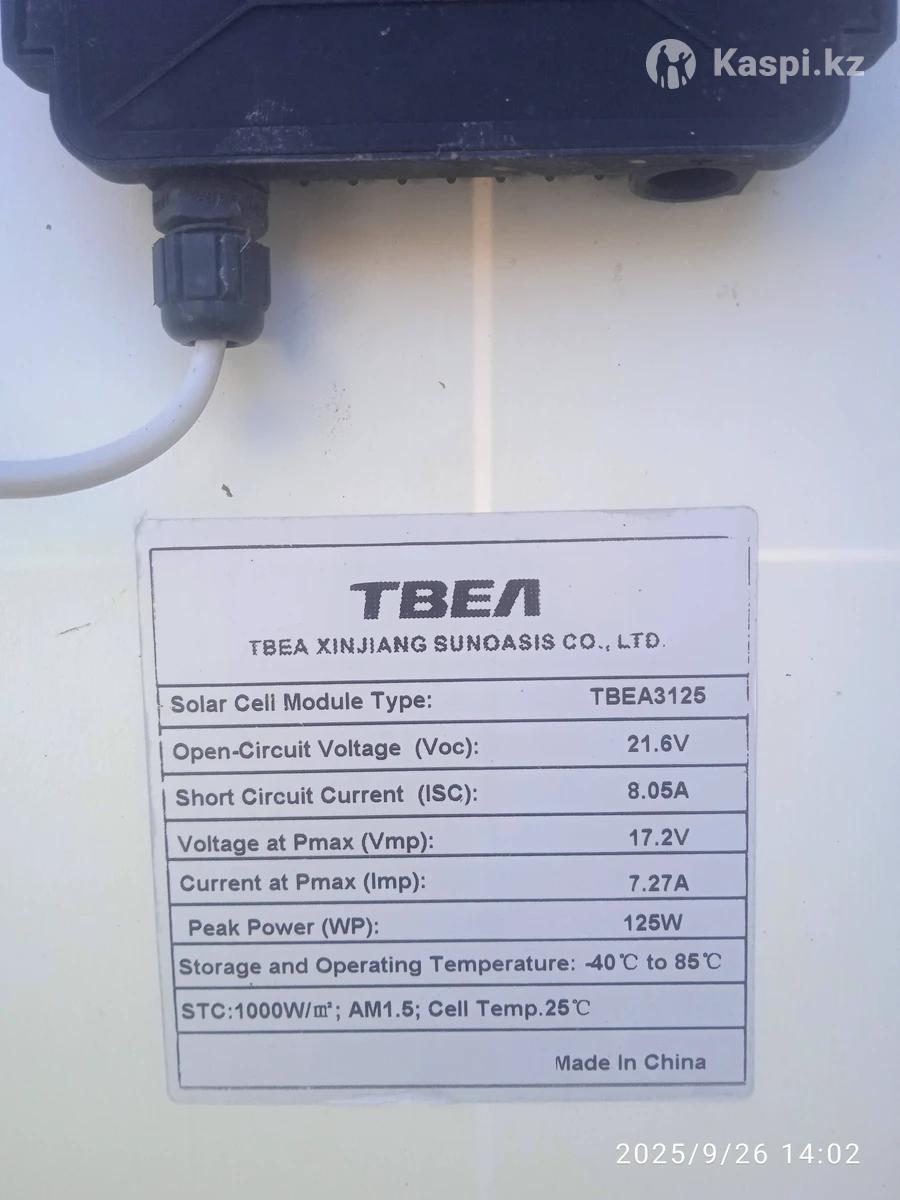 Kaspi.kz
TBEA
TBEA XINJIANG SUNOASIS CO., LTD.
Solar Cell Module Type: TBEA3125
Open-Circuit Voltage (Voc): 21.6V
Short Circuit Current (ISC): 8.05A
Voltage at Pmax (Vmp): 17.2V
Current at Pmax (Imp): 7.27A
Peak Power (WP): 125W
Storage and Operating Temperature: -40℃ to 85℃
STC:1000W/㎡; AM1.5; Cell Temp.25℃
Made In China
2025/9/26 14:02